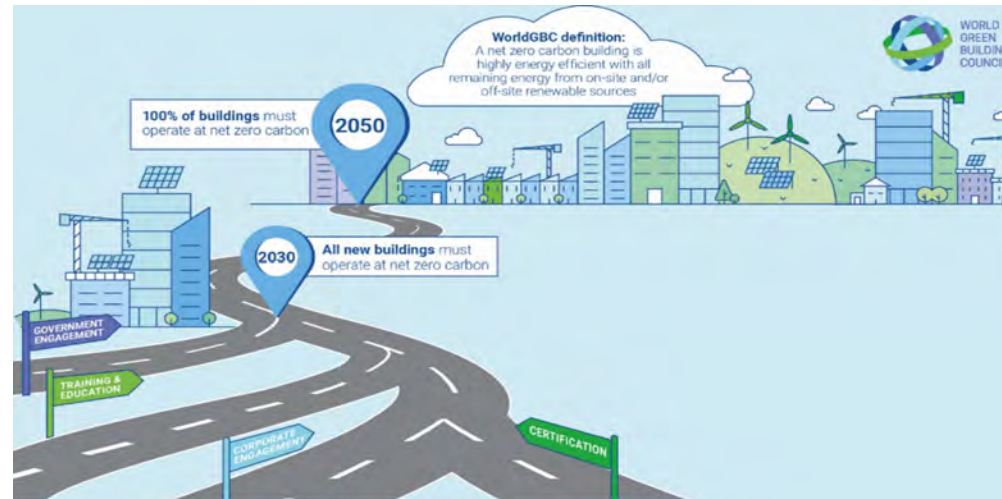 WorldGBC definition:
A net zero carbon building is
highly energy efficient with all
remaining energy from on-site and/or
off-site renewable sources
WORLD
GREEN
BUILDIN
COUNCI
100% of buildings must
operate at net zero carbon
2050
2030
All new buildings must
operate at net zero carbon
GOVERNMENT
ENGAGEMENT
TRAINING &
EDUCATION
CORPORATE
ENGAGEMENT
CERTIFICATION